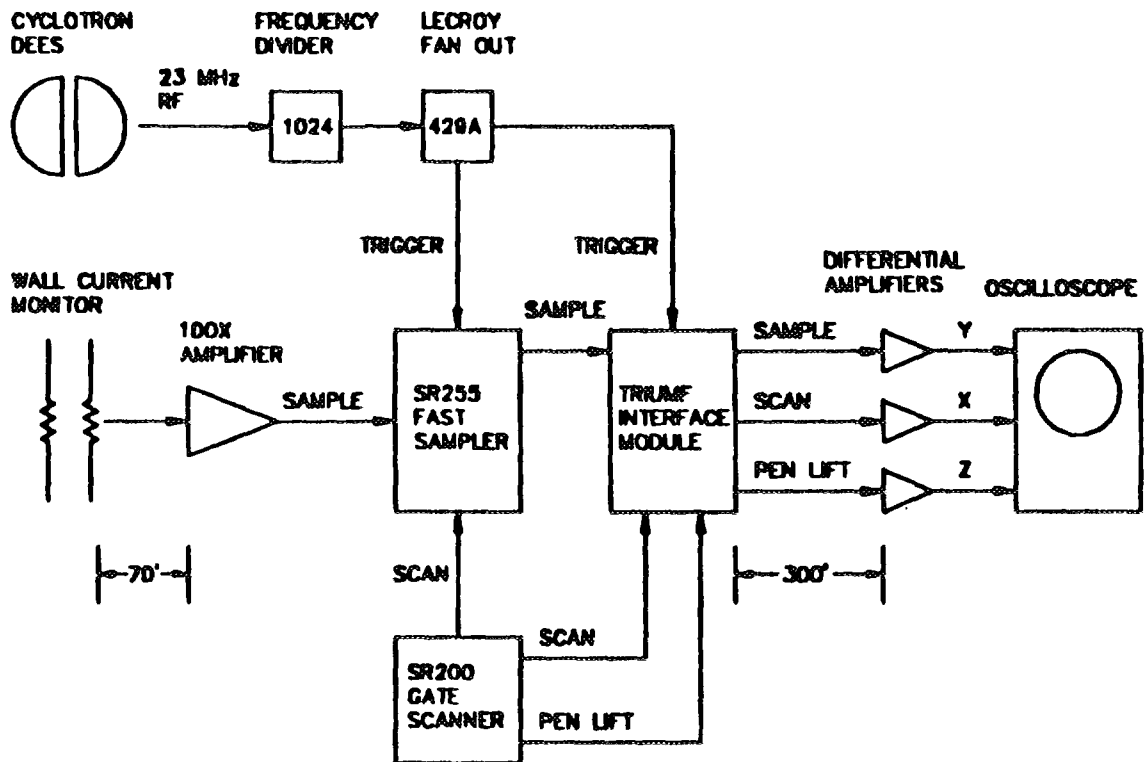 CYCLOTRON
DEES
FREQUENCY
DIVIDER
LECROY
FAN OUT
23 MHz
RF
1024
429A
TRIGGER
TRIGGER
WALL CURRENT
MONITOR
100X
AMPLIFIER
SAMPLE
SR255
FAST
SAMPLER
SAMPLE
TRIUMF
INTERFACE
MODULE
DIFFERENTIAL
AMPLIFIERS
OSCILLOSCOPE
SAMPLE
Y
SCAN
X
PEN LIFT
Z
70'
SCAN
300'
SR200
GATE
SCANNER
SCAN
PEN LIFT